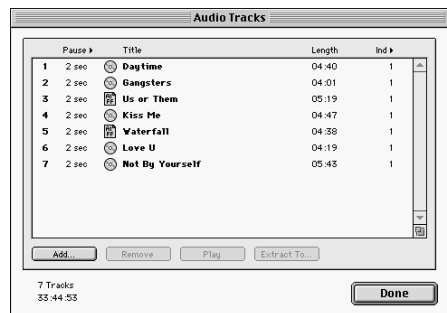 Audio Tracks
Pause Title Length Ind
1 2 sec Daytime 04:40 1
2 2 sec Gangsters 04:01 1
3 2 sec Us or Them 05:19 1
4 2 sec Kiss Me 04:47 1
5 2 sec Waterfall 04:38 1
6 2 sec Love U 04:19 1
7 2 sec Not By Yourself 05:43 1
Add... Remove Play Extract To...
7 Tracks
33:44:53
Done